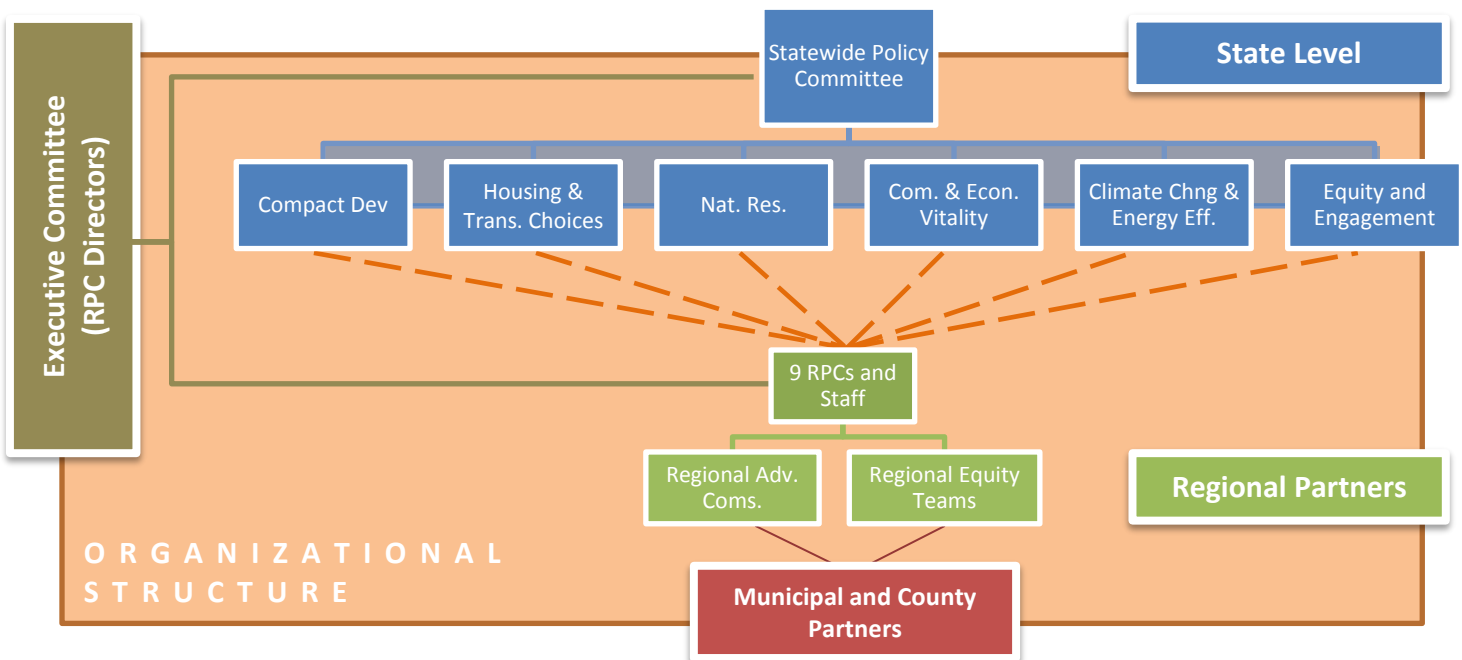 Executive Committee
(RPC Directors)
Statewide Policy
Committee
State Level
Compact Dev
Housing &
Trans. Choices
Nat. Res.
Com. & Econ.
Vitality
Climate Chng &
Energy Eff.
Equity and
Engagement
9 RPCs and
Staff
Regional Adv.
Coms.
Regional Equity
Teams
Regional Partners
ORGANIZATIONAL
STRUCTURE
Municipal and County
Partners